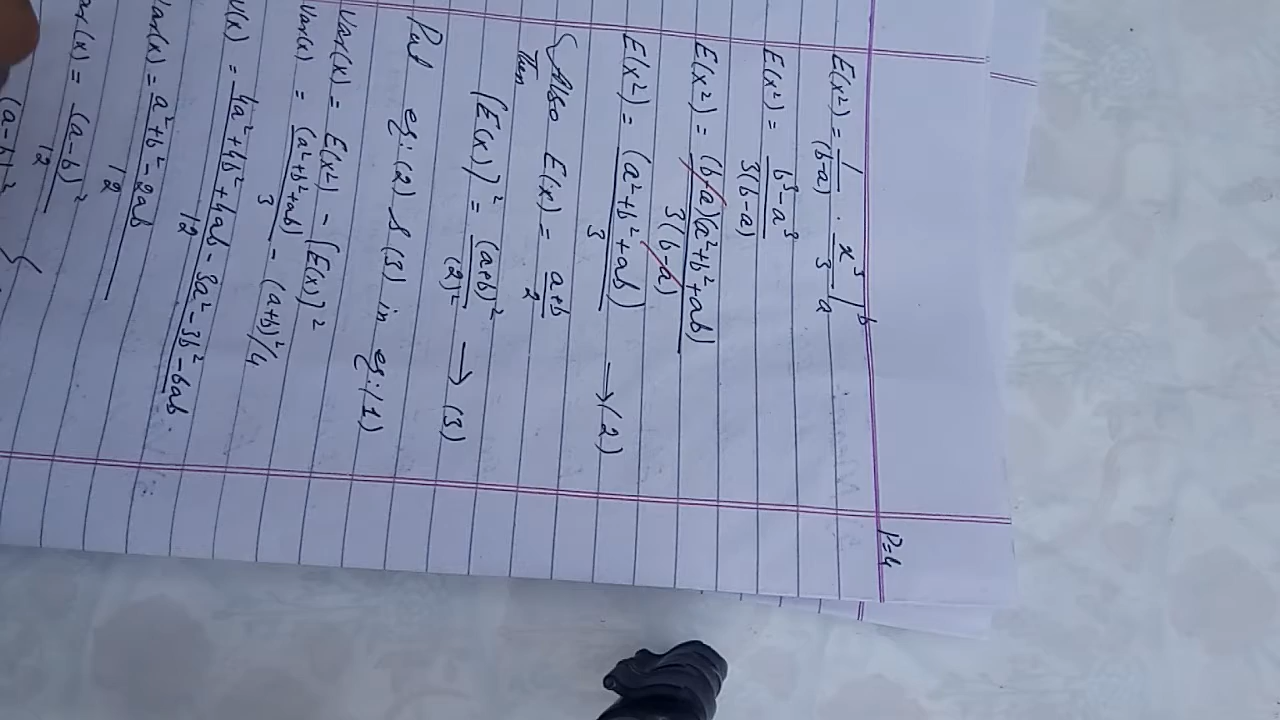 P=4
E(x²) = 1/(b-a) · x³/3 |ₐᵇ
E(x²) = b³-a³ / 3(b-a)
E(x²) = (b-a)(a²+b²+ab) / 3(b-a)
E(x²) = (a²+b²+ab) / 3 → (2)
Also E(x) = a+b / 2
Then
[E(x)]² = (a+b)² / (2)² → (3)
Put eq:(2) & (3) in eq:(1)
Var(x) = E(x²) - [E(x)]²
Var(x) = (a²+b²+ab) / 3 - (a+b)²/4
V(x) = 4a²+4b²+4ab-3a²-3b²-6ab / 12
Var(x) = a²+b²-2ab / 12
Var(x) = (a-b)² / 12
(a-b)²